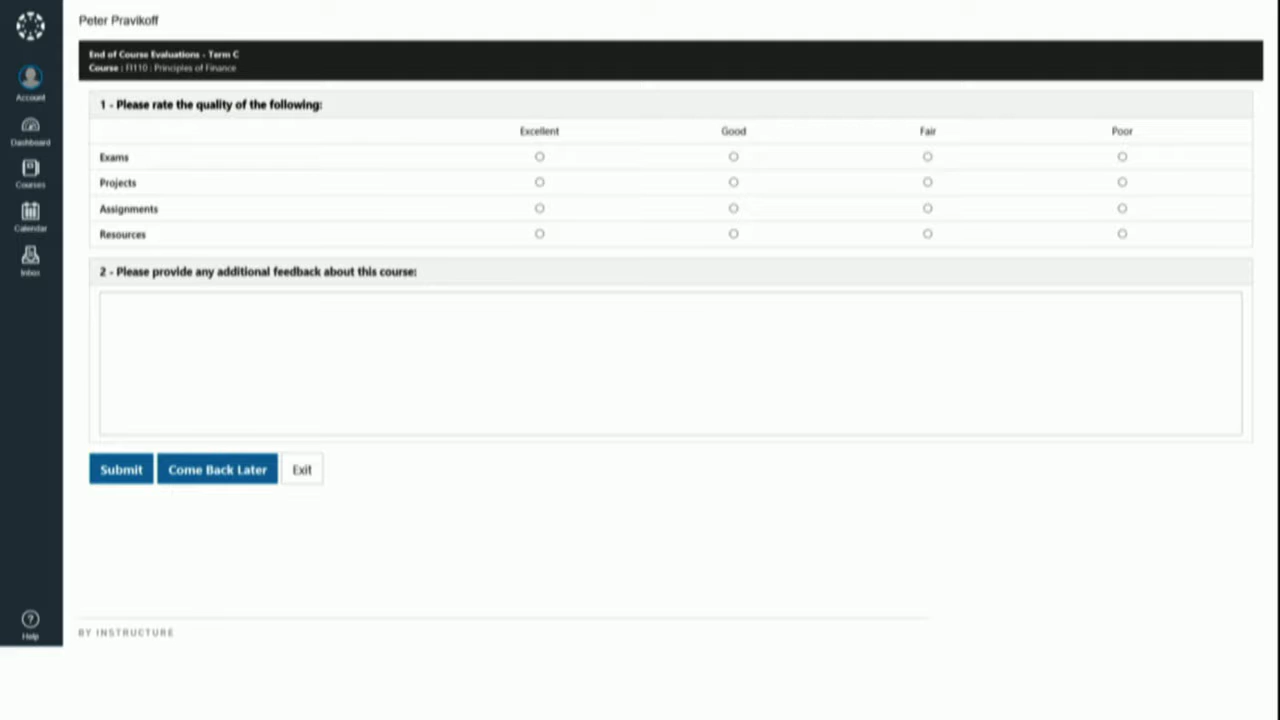 Peter Pravikoff
Account
Dashboard
Courses
Calendar
Inbox
Help
End of Course Evaluations - Term C
Course : FI110 : Principles of Finance
1 - Please rate the quality of the following:
Excellent Good Fair Poor
Exams
Projects
Assignments
Resources
2 - Please provide any additional feedback about this course:
Submit Come Back Later Exit
BY INSTRUCTURE